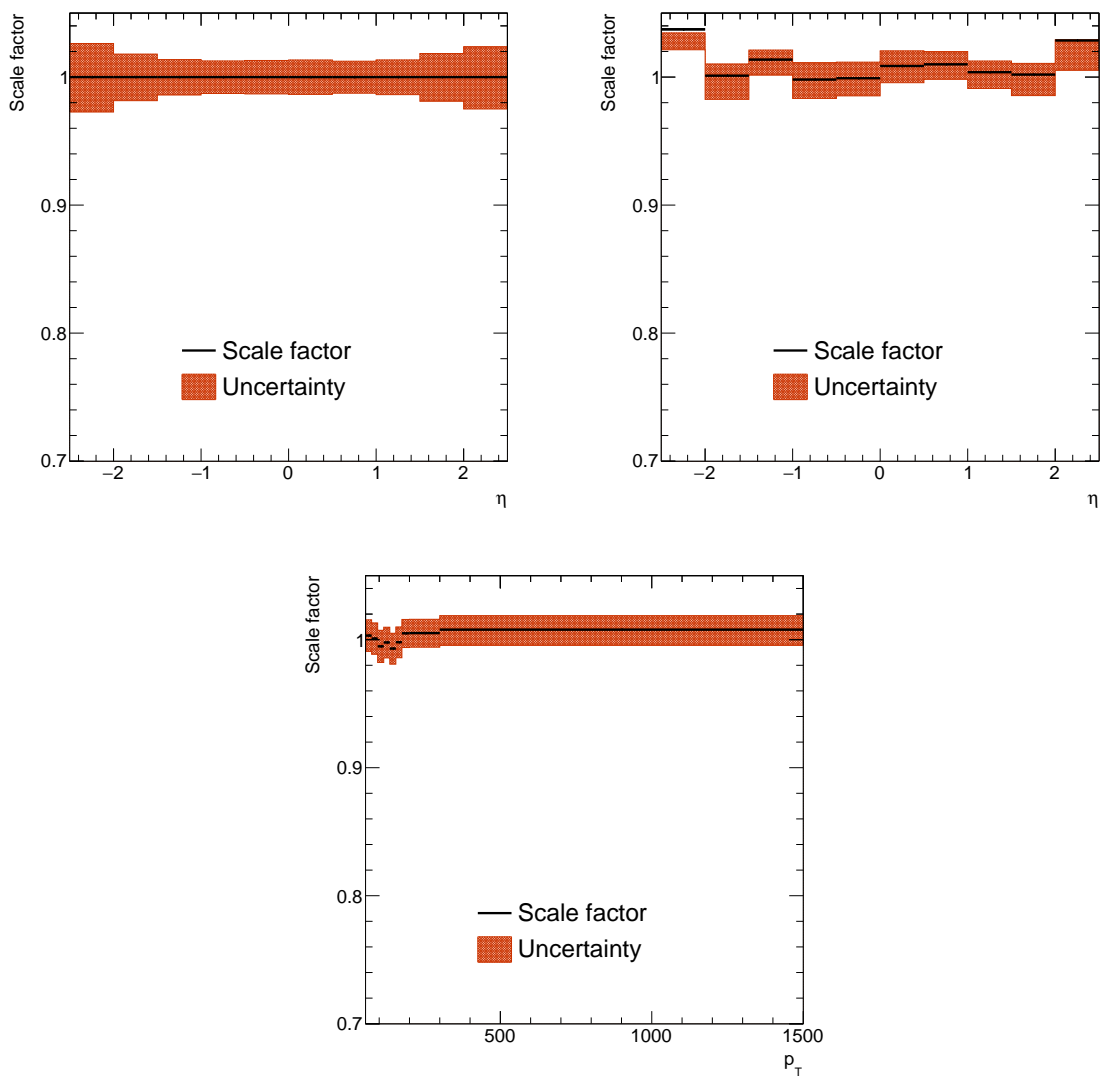 Scale factor
1
0.9
0.8
0.7
Scale factor
Uncertainty
−2 −1 0 1 2
η
Scale factor
1
0.9
0.8
0.7
Scale factor
Uncertainty
−2 −1 0 1 2
η
Scale factor
1
0.9
0.8
0.7
Scale factor
Uncertainty
500 1000 1500
p_T